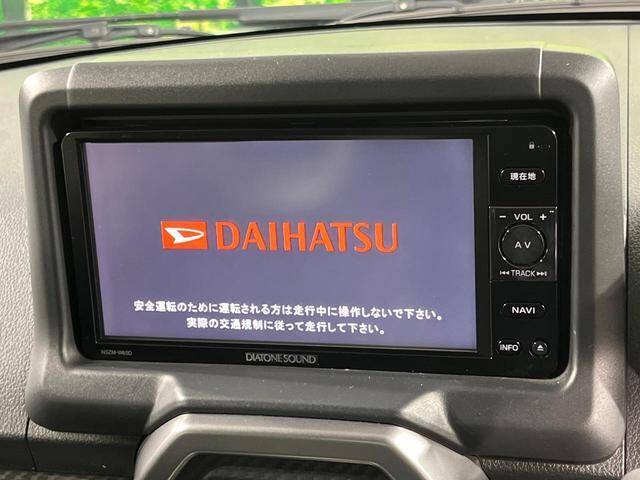 現在地
− VOL +
AV
TRACK
DAIHATSU
安全運転のために運転される方は走行中に操作しないで下さい。
実際の交通規制に従って走行して下さい。
NAVI
INFO
NSZM-W65D
DIATONE SOUND